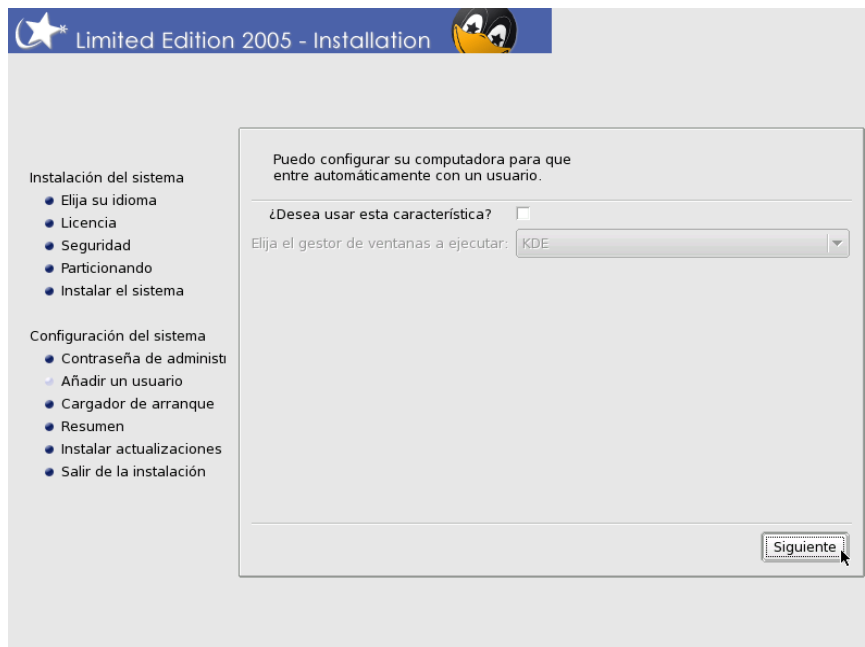 Limited Edition 2005 - Installation
Instalación del sistema
Elija su idioma
Licencia
Seguridad
Particionando
Instalar el sistema
Configuración del sistema
Contraseña de administ
Añadir un usuario
Cargador de arranque
Resumen
Instalar actualizaciones
Salir de la instalación
Puedo configurar su computadora para que
entre automáticamente con un usuario.
¿Desea usar esta característica?
Elija el gestor de ventanas a ejecutar: KDE
Siguiente